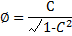 Ø = C / √1-C²